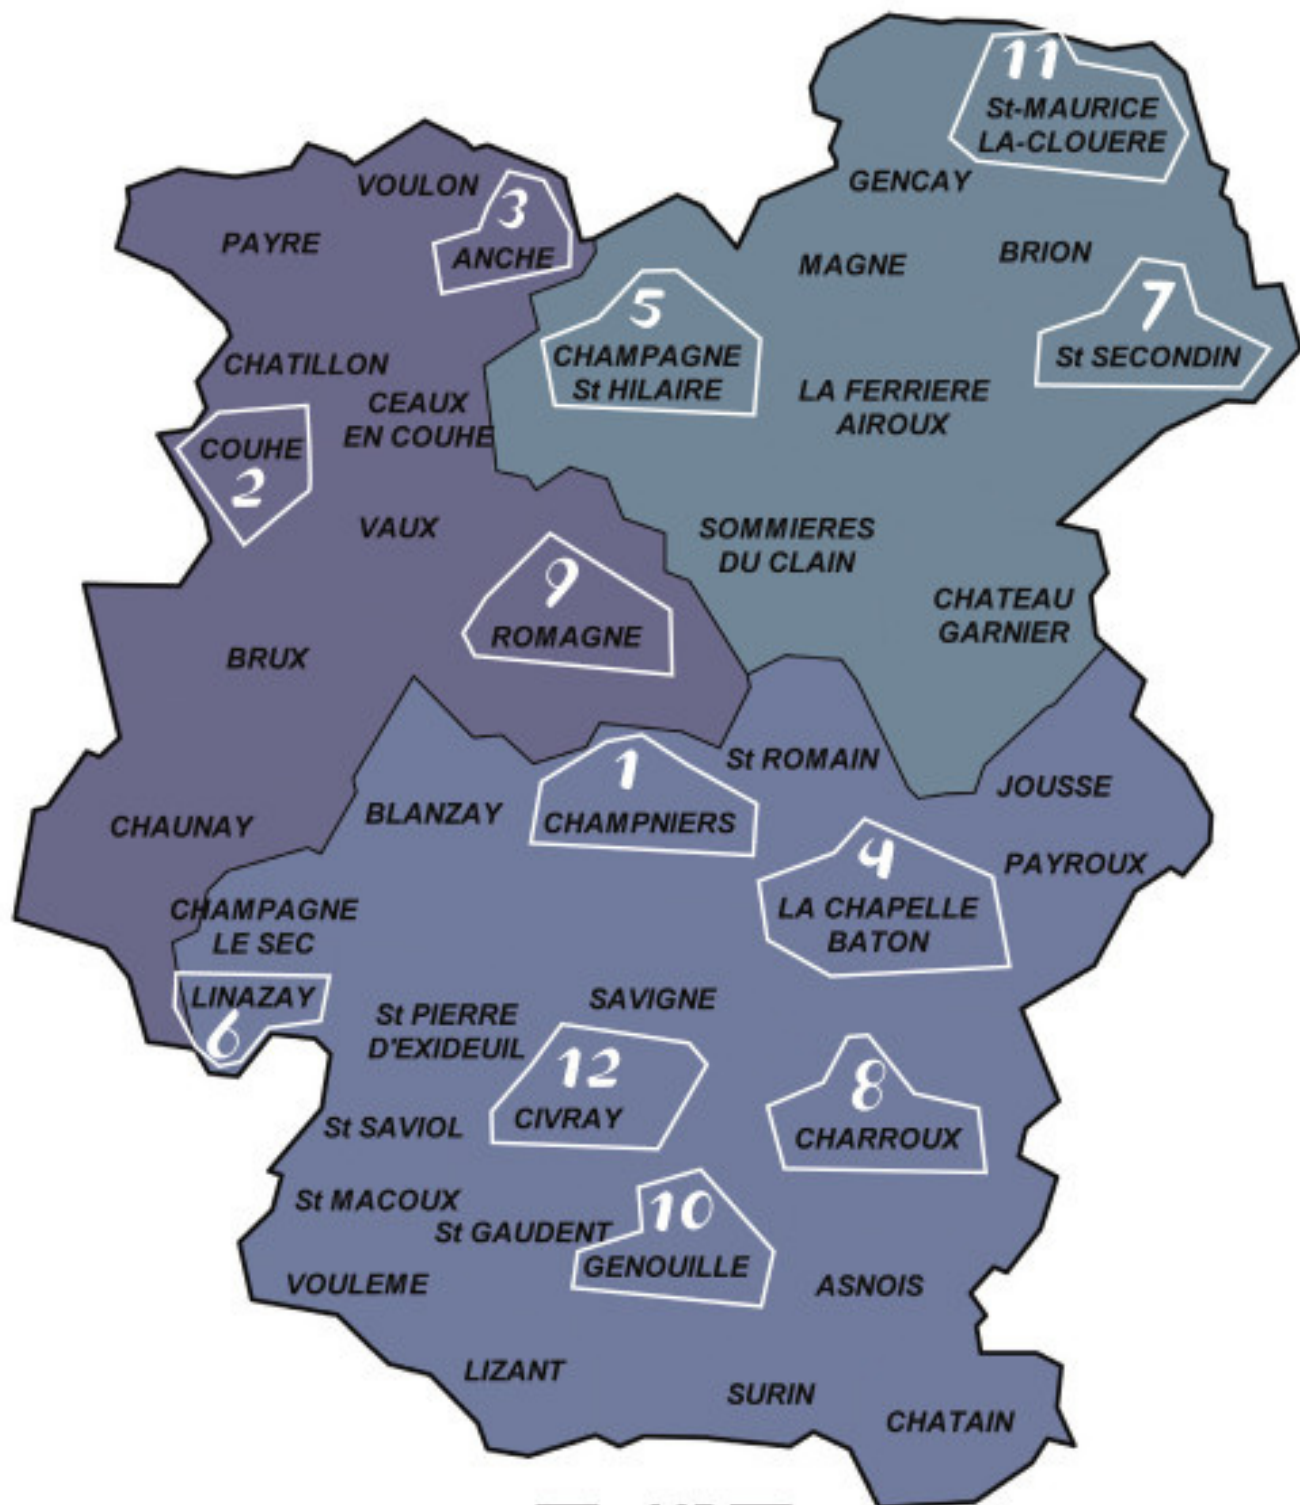 11
St-MAURICE
LA-CLOUERE
GENCAY
VOULON
3
ANCHE
PAYRE
MAGNE
BRION
5
CHAMPAGNE
St HILAIRE
7
St SECONDIN
CHATILLON
CEAUX
EN COUHE
LA FERRIERE
AIROUX
COUHE
2
VAUX
SOMMIERES
DU CLAIN
9
ROMAGNE
CHATEAU
GARNIER
BRUX
1
CHAMPNIERS
St ROMAIN
JOUSSE
BLANZAY
CHAUNAY
4
LA CHAPELLE
BATON
PAYROUX
CHAMPAGNE
LE SEC
LINAZAY
6
SAVIGNE
St PIERRE
D'EXIDEUIL
12
CIVRAY
8
CHARROUX
St SAVIOL
St MACOUX
St GAUDENT
10
GENOUILLE
VOULEME
ASNOIS
LIZANT
SURIN
CHATAIN